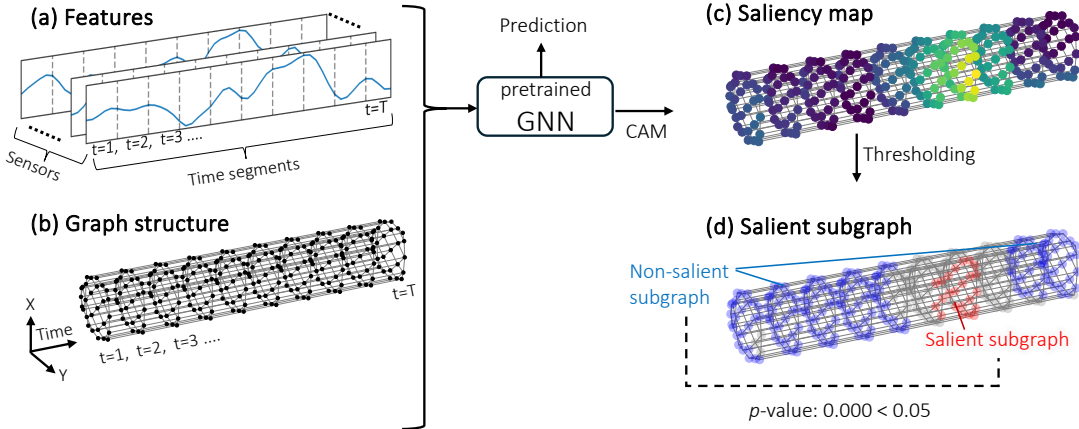 (a) Features
t=T
t=1, t=2, t=3 ....
Sensors
Time segments
(b) Graph structure
X
Time
Y
t=1, t=2, t=3 ....
t=T
Prediction
pretrained
GNN
CAM
(c) Saliency map
Thresholding
(d) Salient subgraph
Non-salient
subgraph
Salient subgraph
p-value: 0.000 < 0.05